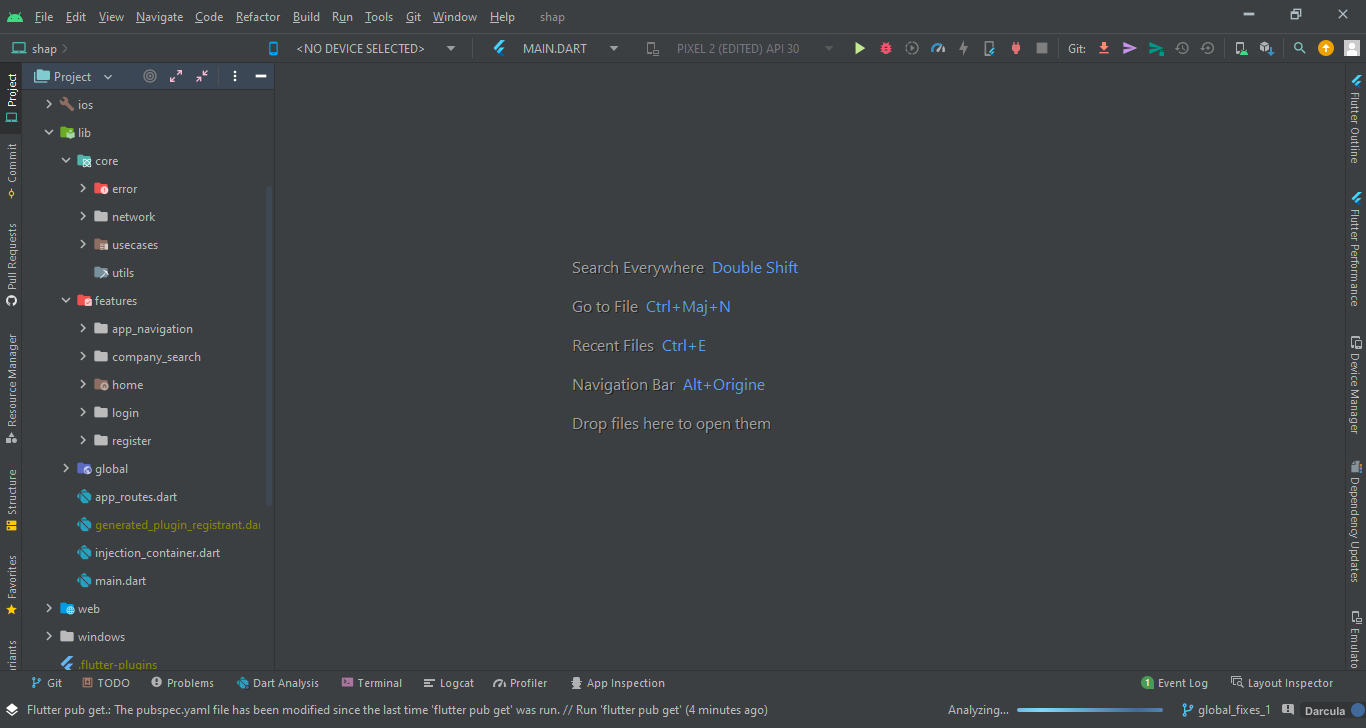 File Edit View Navigate Code Refactor Build Run Tools Git Window Help shap
shap <NO DEVICE SELECTED> MAIN.DART PIXEL 2 (EDITED) API 30 Git:
Project
Project
Commit
Pull Requests
Resource Manager
Structure
Favorites
ios
lib
core
error
network
usecases
utils
features
app_navigation
company_search
home
login
register
global
app_routes.dart
generated_plugin_registrant.dar
injection_container.dart
main.dart
web
windows
.flutter-plugins
Search Everywhere Double Shift
Go to File Ctrl+Maj+N
Recent Files Ctrl+E
Navigation Bar Alt+Origine
Drop files here to open them
Flutter Outline
Flutter Performance
Device Manager
Dependency Updates
Emulato
Git TODO Problems Dart Analysis Terminal Logcat Profiler App Inspection 1 Event Log Layout Inspector
Flutter pub get.: The pubspec.yaml file has been modified since the last time 'flutter pub get' was run. // Run 'flutter pub get' (4 minutes ago) Analyzing... global_fixes_1 Darcula